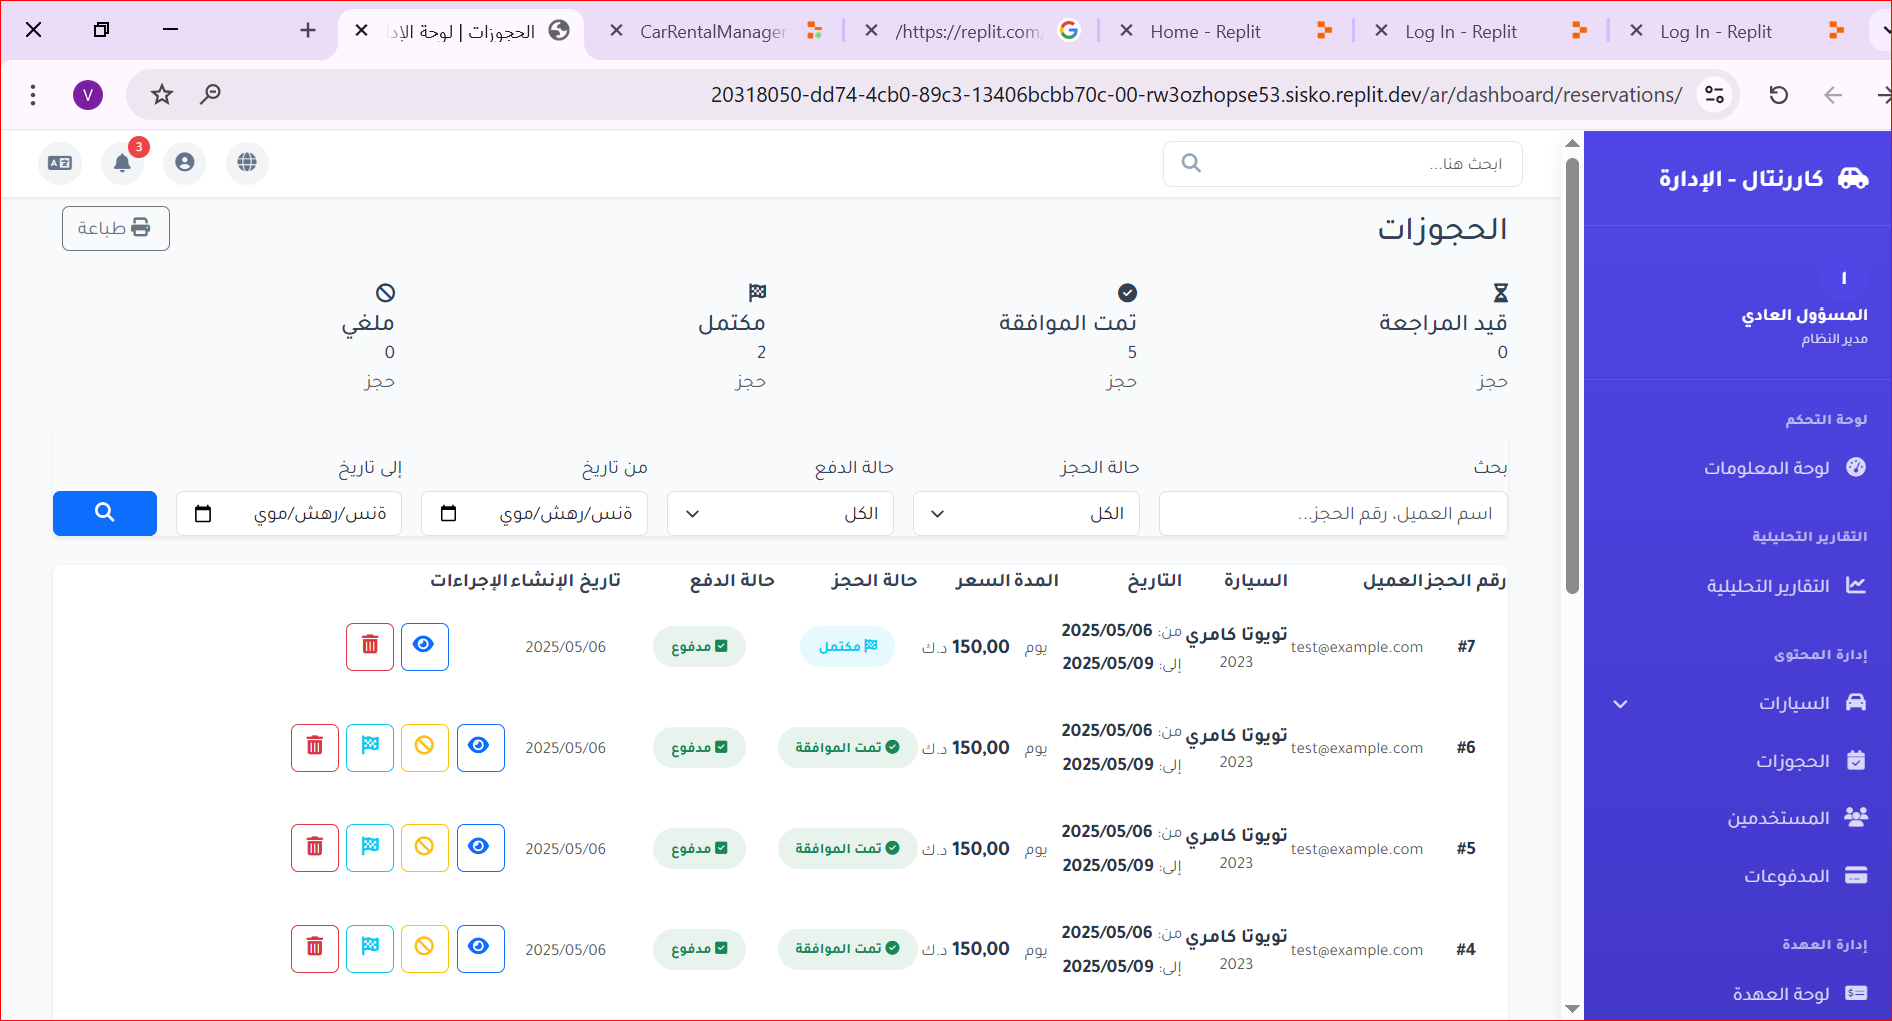 الحجوزات | لوحة الإدا
CarRentalManager
https://replit.com/
Home - Replit
Log In - Replit
Log In - Replit
V
20318050-dd74-4cb0-89c3-13406bcbb70c-00-rw3ozhopse53.sisko.replit.dev/ar/dashboard/reservations/
كاررنتال - الإدارة
ا
المسؤول العادي
مدير النظام
لوحة التحكم
لوحة المعلومات
التقارير التحليلية
التقارير التحليلية
إدارة المحتوى
السيارات
الحجوزات
المستخدمين
المدفوعات
إدارة العهدة
لوحة العهدة
ابحث هنا...
3
الحجوزات
طباعة
قيد المراجعة
0
حجز
تمت الموافقة
5
حجز
مكتمل
2
حجز
ملغي
0
حجز
بحث
اسم العميل، رقم الحجز...
حالة الحجز
الكل
حالة الدفع
الكل
من تاريخ
ةنس/رهش/موي
إلى تاريخ
ةنس/رهش/موي
رقم الحجز العميل السيارة التاريخ المدة السعر حالة الحجز حالة الدفع تاريخ الإنشاء الإجراءات
#7 test@example.com تويوتا كامري 2023 من: 2025/05/06 إلى: 2025/05/09 يوم 150,00 د.ك مكتمل مدفوع 2025/05/06
#6 test@example.com تويوتا كامري 2023 من: 2025/05/06 إلى: 2025/05/09 يوم 150,00 د.ك تمت الموافقة مدفوع 2025/05/06
#5 test@example.com تويوتا كامري 2023 من: 2025/05/06 إلى: 2025/05/09 يوم 150,00 د.ك تمت الموافقة مدفوع 2025/05/06
#4 test@example.com تويوتا كامري 2023 من: 2025/05/06 إلى: 2025/05/09 يوم 150,00 د.ك تمت الموافقة مدفوع 2025/05/06